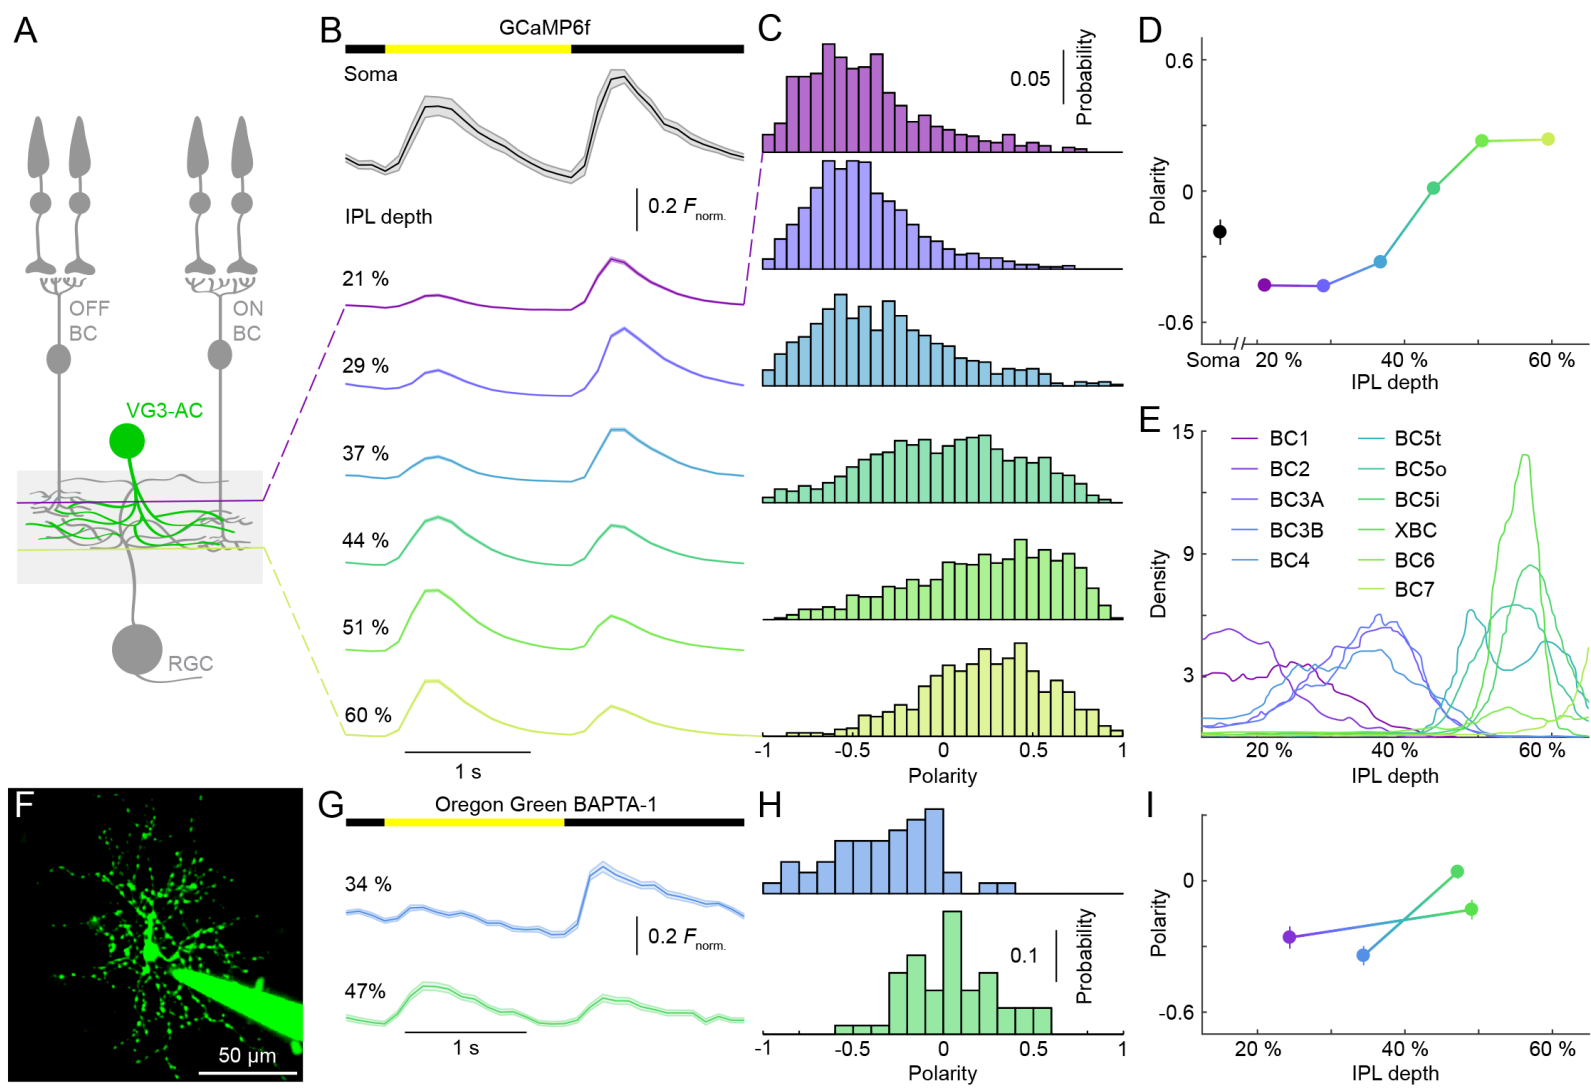 A
OFF
BC
ON
BC
VG3-AC
RGC
B
GCaMP6f
Soma
0.2 Fnorm.
IPL depth
21 %
29 %
37 %
44 %
51 %
60 %
1 s
C
0.05
Probability
-1 -0.5 0 0.5 1
Polarity
D
0.6
0
-0.6
Polarity
Soma 20 % 40 % 60 %
IPL depth
E
15
9
3
Density
BC1
BC2
BC3A
BC3B
BC4
BC5t
BC5o
BC5i
XBC
BC6
BC7
20 % 40 % 60 %
IPL depth
F
50 µm
G
Oregon Green BAPTA-1
34 %
0.2 Fnorm.
47%
1 s
H
0.1
Probability
-1 -0.5 0 0.5 1
Polarity
I
0
-0.6
Polarity
20 % 40 % 60 %
IPL depth